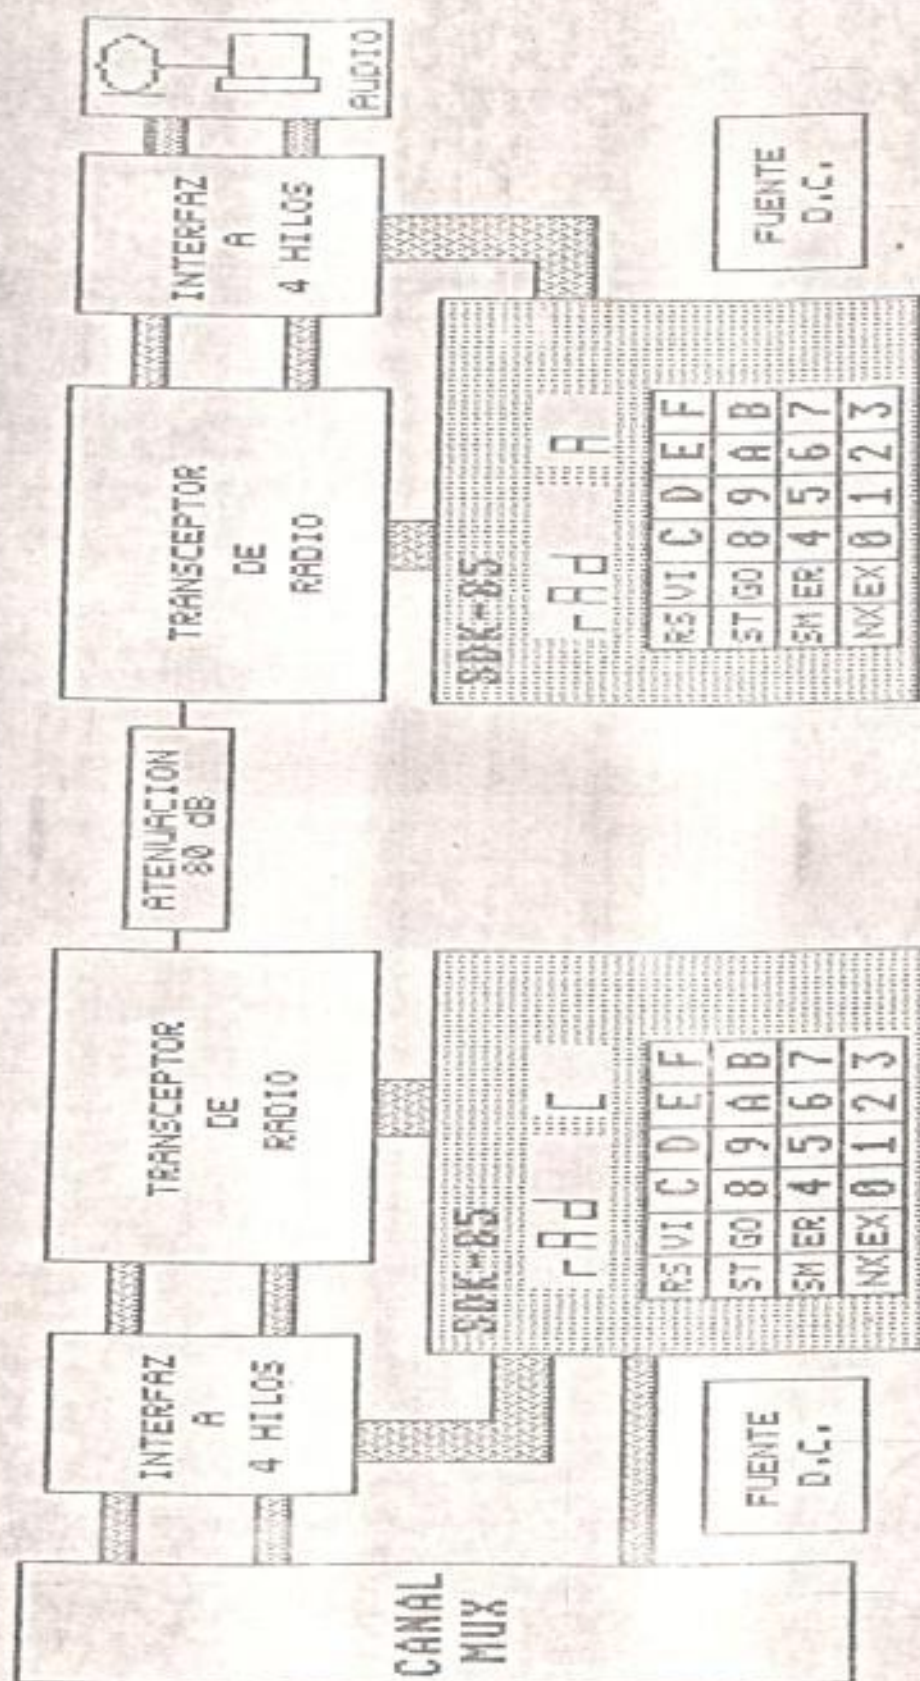 CANAL
MUX
INTERFAZ
A
4 HILOS
TRANSCEPTOR
DE
RADIO
ATENUACION
80 dB
TRANSCEPTOR
DE
RADIO
INTERFAZ
A
4 HILOS
AUDIO
SDK-85
rAd C
RS VI C D E F
ST GO 8 9 A B
SM ER 4 5 6 7
NX EX 0 1 2 3
FUENTE
D.C.
SDK-85
rAd A
RS VI C D E F
ST GO 8 9 A B
SM ER 4 5 6 7
NX EX 0 1 2 3
FUENTE
D.C.